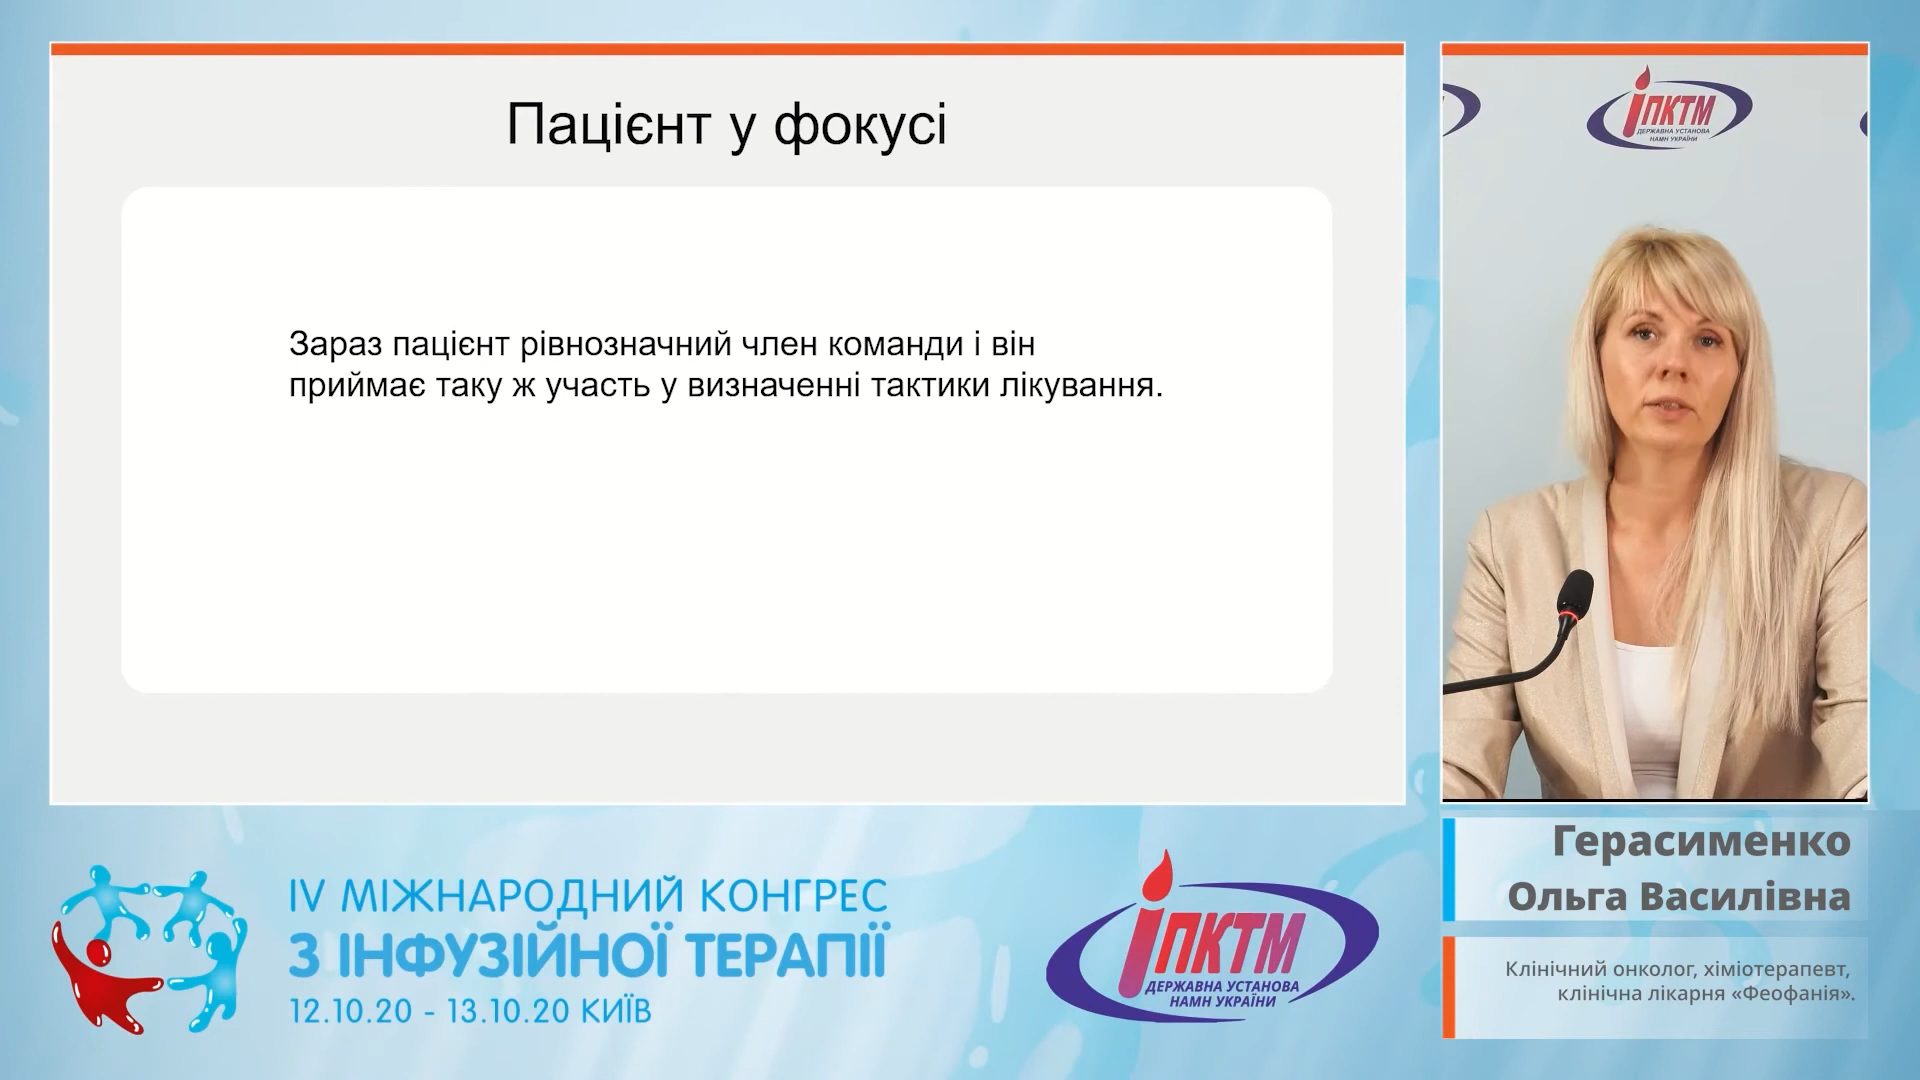 Пацієнт у фокусі
Зараз пацієнт рівнозначний член команди і він
приймає таку ж участь у визначенні тактики лікування.
ІПКТМ
ДЕРЖАВНА УСТАНОВА
НАМН УКРАЇНИ
Герасименко
Ольга Василівна
Клінічний онколог, хіміотерапевт,
клінічна лікарня «Феофанія».
IV МІЖНАРОДНИЙ КОНГРЕС
З ІНФУЗІЙНОЇ ТЕРАПІЇ
12.10.20 - 13.10.20 КИЇВ
ІПКТМ
ДЕРЖАВНА УСТАНОВА
НАМН УКРАЇНИ